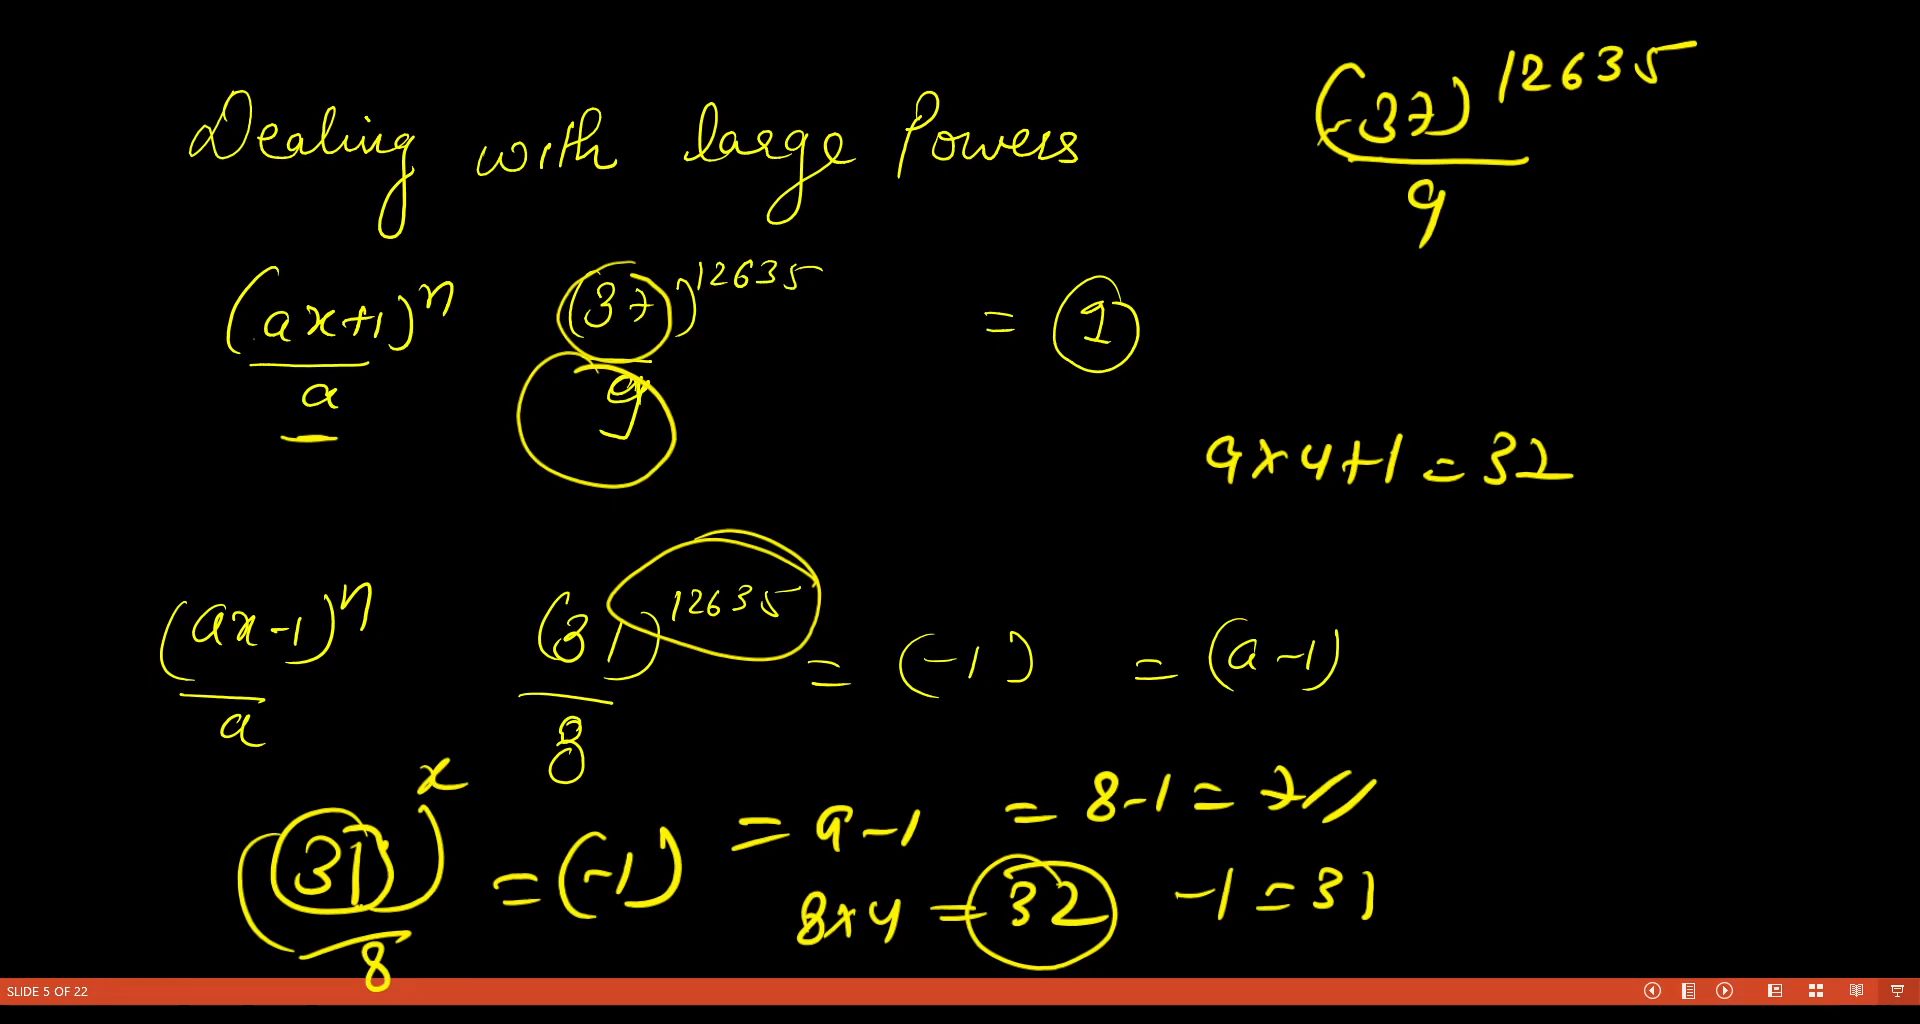 Dealing with large Powers
(-37)^12635 / 9
(ax+1)^n / a (37)^12635 / 9 = 1
9×4+1=32
(ax-1)^n / a (31)^12635 / 8 = (-1) = (a-1)
(31)^x / 8 = (-1) = a-1 = 8-1=7//
8×4 = 32 -1=31
SLIDE 5 OF 22